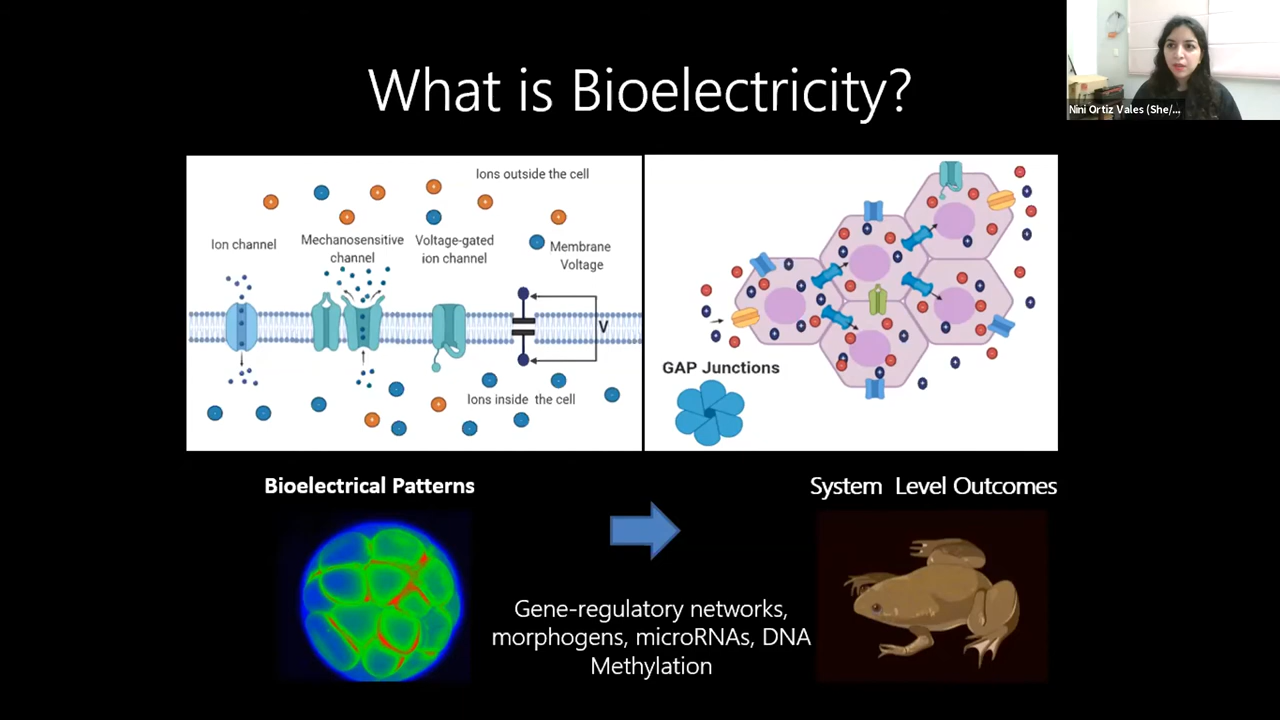 What is Bioelectricity?
Nini Ortiz Vales (She/...
Ions outside the cell
Ion channel
Mechanosensitive
channel
Voltage-gated
ion channel
Membrane
Voltage
V
Ions inside the cell
GAP Junctions
Bioelectrical Patterns
System Level Outcomes
Gene-regulatory networks,
morphogens, microRNAs, DNA
Methylation